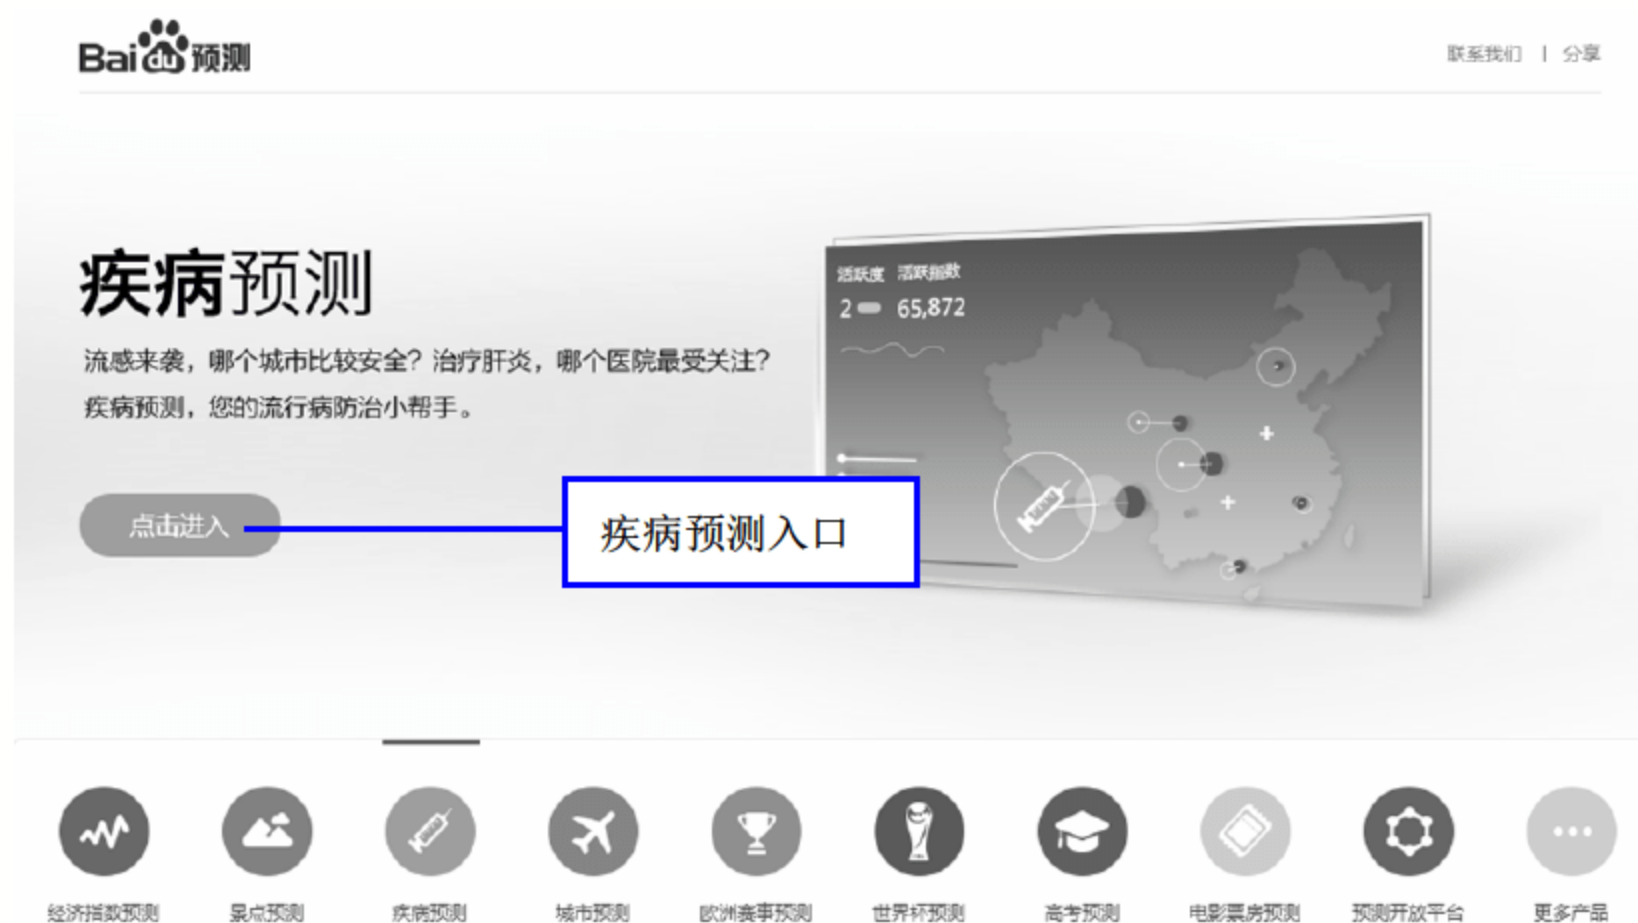 Bai du 预测
联系我们 | 分享
疾病预测
流感来袭，哪个城市比较安全？治疗肝炎，哪个医院最受关注？
疾病预测，您的流行病防治小帮手。
点击进入
疾病预测入口
活跃度 活跃指数
2 65,872
经济指数预测 景点预测 疾病预测 城市预测 欧洲赛事预测 世界杯预测 高考预测 电影票房预测 预测开放平台 更多产品